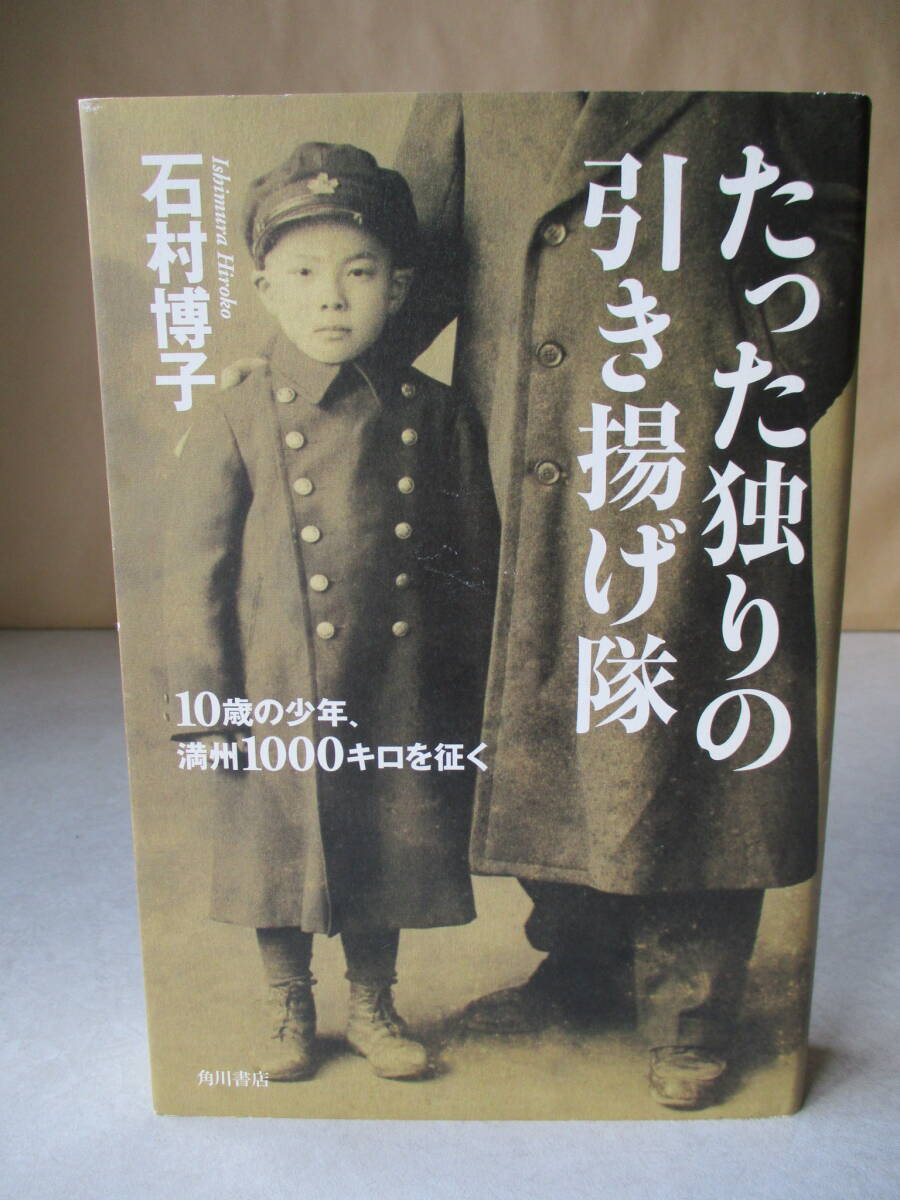 たった独りの
引き揚げ隊
石村博子
Ishimura Hiroko
10歳の少年、
満州1000キロを征く
角川書店